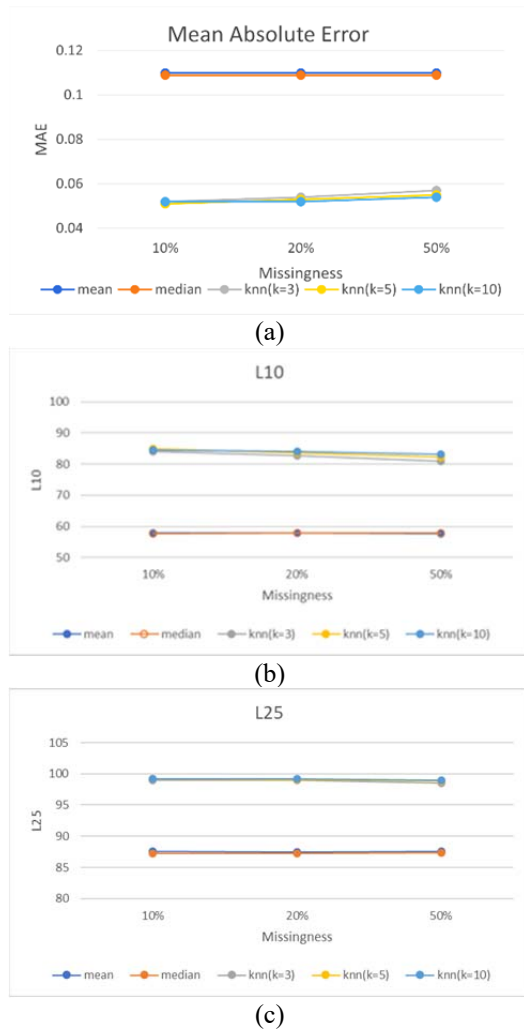 Mean Absolute Error
0.12
0.1
0.08
0.06
0.04
MAE
10% 20% 50%
Missingness
mean median knn(k=3) knn(k=5) knn(k=10)
(a)
L10
100
90
80
70
60
50
L10
10% 20% 50%
Missingness
mean median knn(k=3) knn(k=5) knn(k=10)
(b)
L25
105
100
95
90
85
80
L25
10% 20% 50%
Missingness
mean median knn(k=3) knn(k=5) knn(k=10)
(c)